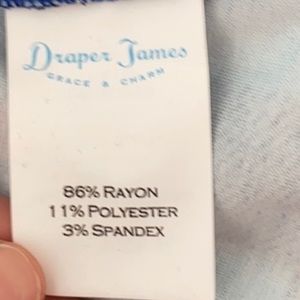 Draper James
GRACE & CHARM
86% RAYON
11% POLYESTER
3% SPANDEX